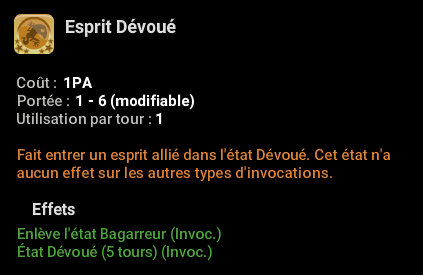 Esprit Dévoué
Coût : 1PA
Portée : 1 - 6 (modifiable)
Utilisation par tour : 1
Fait entrer un esprit allié dans l'état Dévoué. Cet état n'a
aucun effet sur les autres types d'invocations.
Effets
Enlève l'état Bagarreur (Invoc.)
État Dévoué (5 tours) (Invoc.)